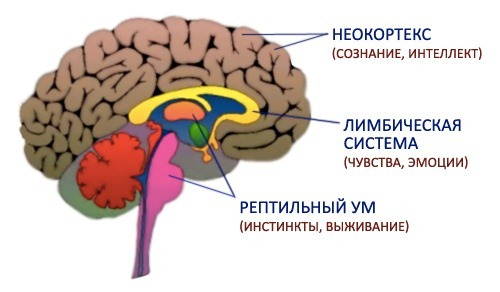 НЕОКОРТЕКС
(СОЗНАНИЕ, ИНТЕЛЛЕКТ)
ЛИМБИЧЕСКАЯ
СИСТЕМА
(ЧУВСТВА, ЭМОЦИИ)
РЕПТИЛЬНЫЙ УМ
(ИНСТИНКТЫ, ВЫЖИВАНИЕ)